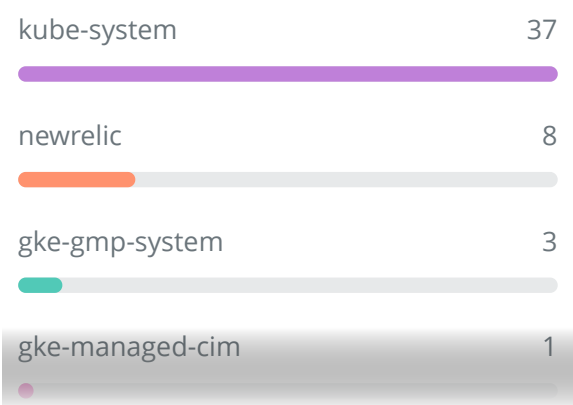 kube-system 37
newrelic 8
gke-gmp-system 3
gke-managed-cim 1